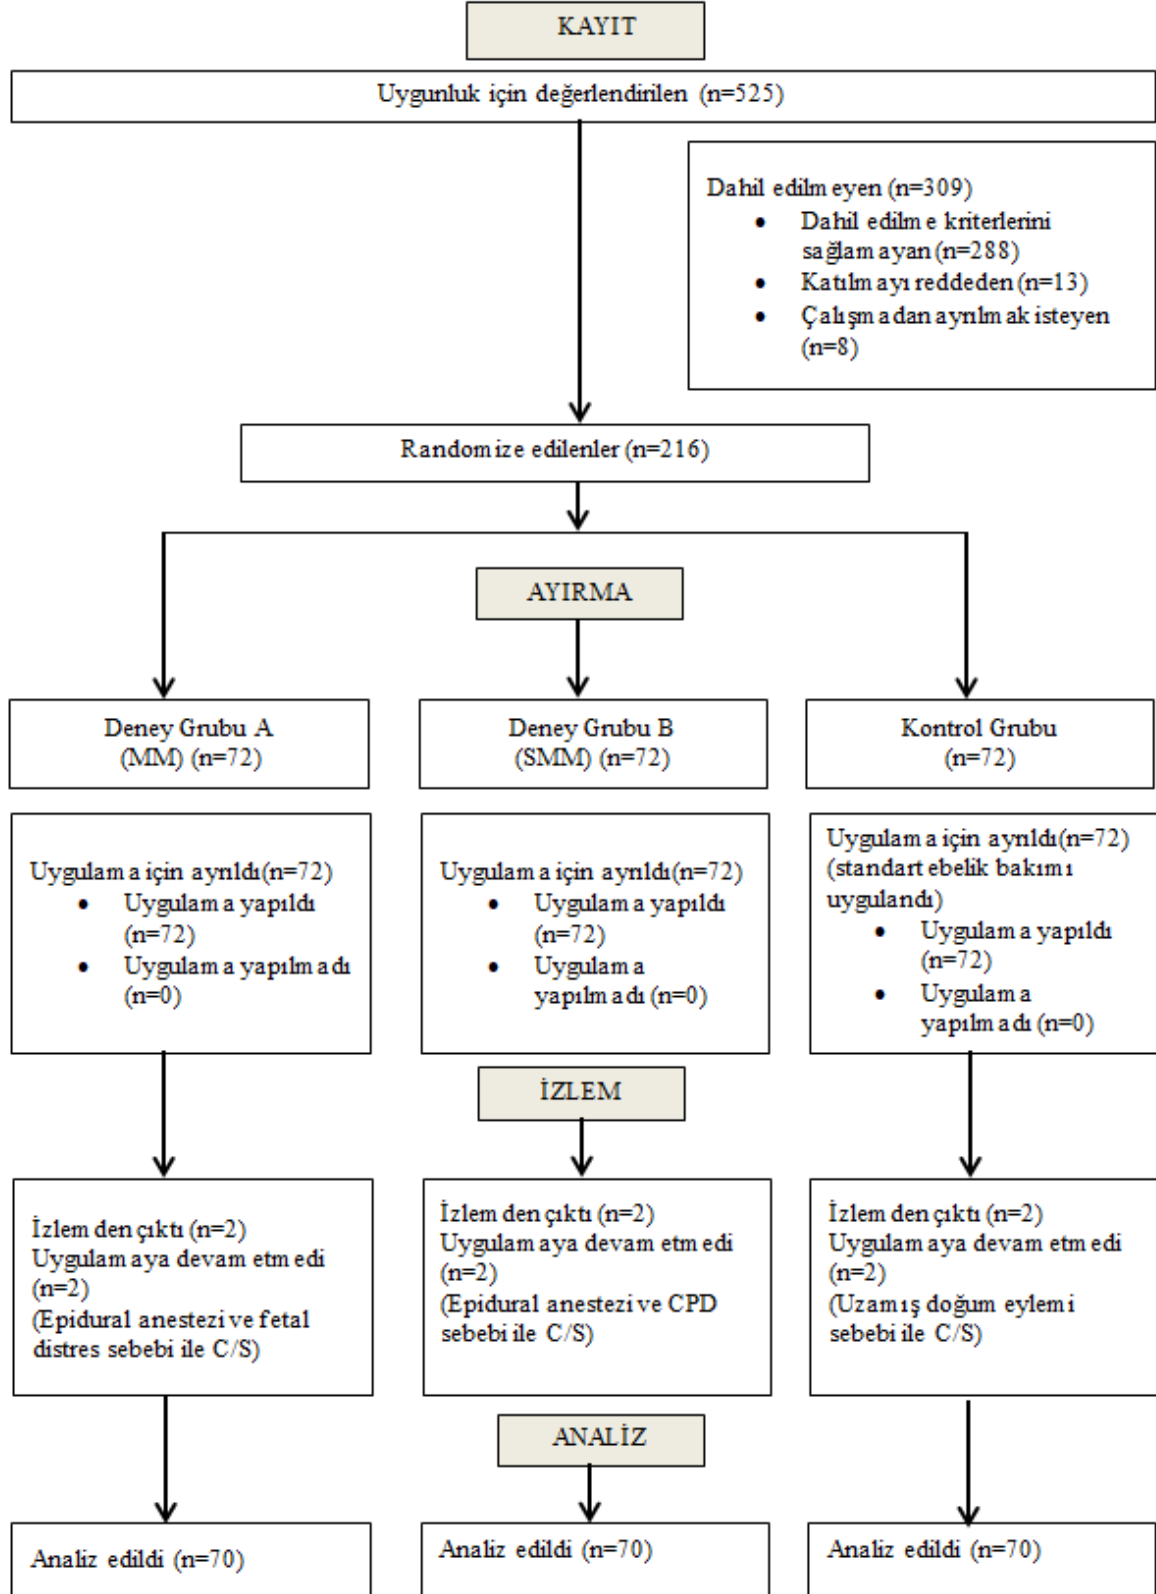 KAYIT
Uygunluk için değerlendirilen (n=525)
Dahil edilmeyen (n=309)
• Dahil edilme kriterlerini
sağlamayan (n=288)
• Katılmayı reddeden (n=13)
• Çalışmadan ayrılmak isteyen
(n=8)
Randomize edilenler (n=216)
AYIRMA
Deney Grubu A
(MM) (n=72)
Deney Grubu B
(SMM) (n=72)
Kontrol Grubu
(n=72)
Uygulama için ayrıldı(n=72)
• Uygulama yapıldı
(n=72)
• Uygulama yapılmadı
(n=0)
Uygulama için ayrıldı(n=72)
• Uygulama yapıldı
(n=72)
• Uygulama
yapılmadı (n=0)
Uygulama için ayrıldı(n=72)
(standart ebelik bakımı
uygulandı)
• Uygulama yapıldı
(n=72)
• Uygulama
yapılmadı (n=0)
İZLEM
İzlemden çıktı (n=2)
Uygulamaya devam etmedi
(n=2)
(Epidural anestezi ve fetal
distres sebebi ile C/S)
İzlemden çıktı (n=2)
Uygulamaya devam etmedi
(n=2)
(Epidural anestezi ve CPD
sebebi ile C/S)
İzlemden çıktı (n=2)
Uygulamaya devam etmedi
(n=2)
(Uzamış doğum eylemi
sebebi ile C/S)
ANALİZ
Analiz edildi (n=70)
Analiz edildi (n=70)
Analiz edildi (n=70)